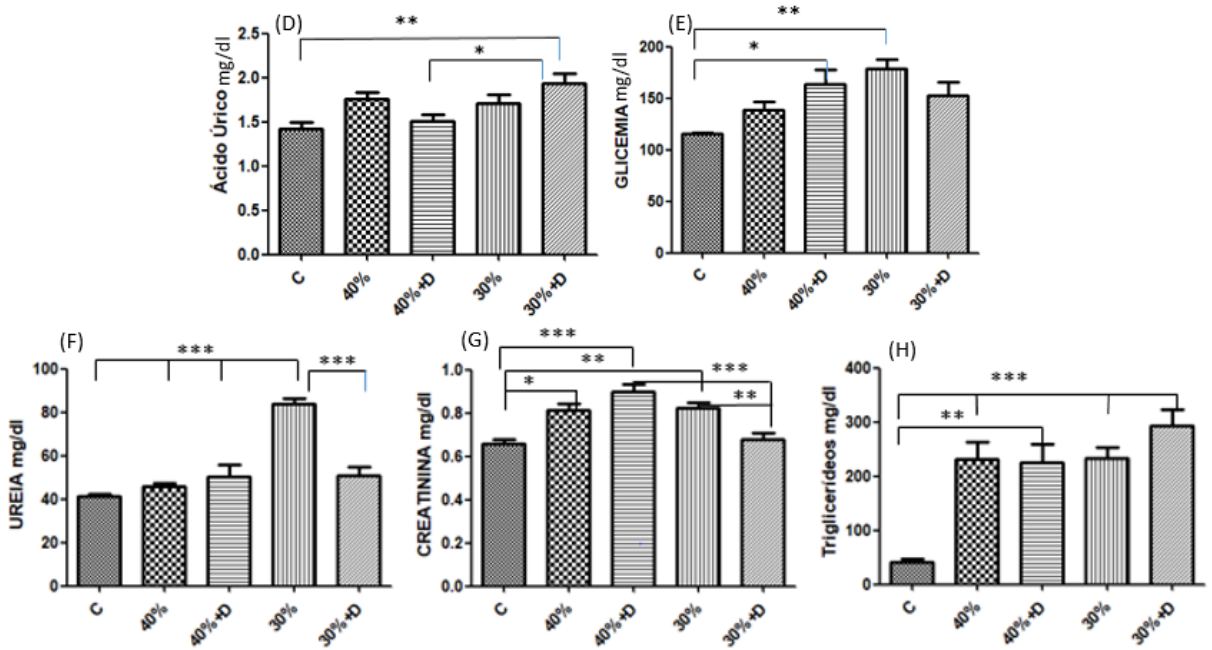 (D)
Ácido Úrico mg/dl
2.5
2.0
1.5
1.0
0.5
0.0
**
*
C
40%
40%+D
30%
30%+D
(E)
GLICEMIA mg/dl
200
150
100
50
0
**
*
C
40%
40%+D
30%
30%+D
(F)
UREIA mg/dl
100
80
60
40
20
0
***
***
C
40%
40%+D
30%
30%+D
(G)
CREATININA mg/dl
1.0
0.8
0.6
0.4
0.2
0.0
***
**
***
*
**
C
40%
40%+D
30%
30%+D
(H)
Triglicerídeos mg/dl
400
300
200
100
0
***
**
C
40%
40%+D
30%
30%+D